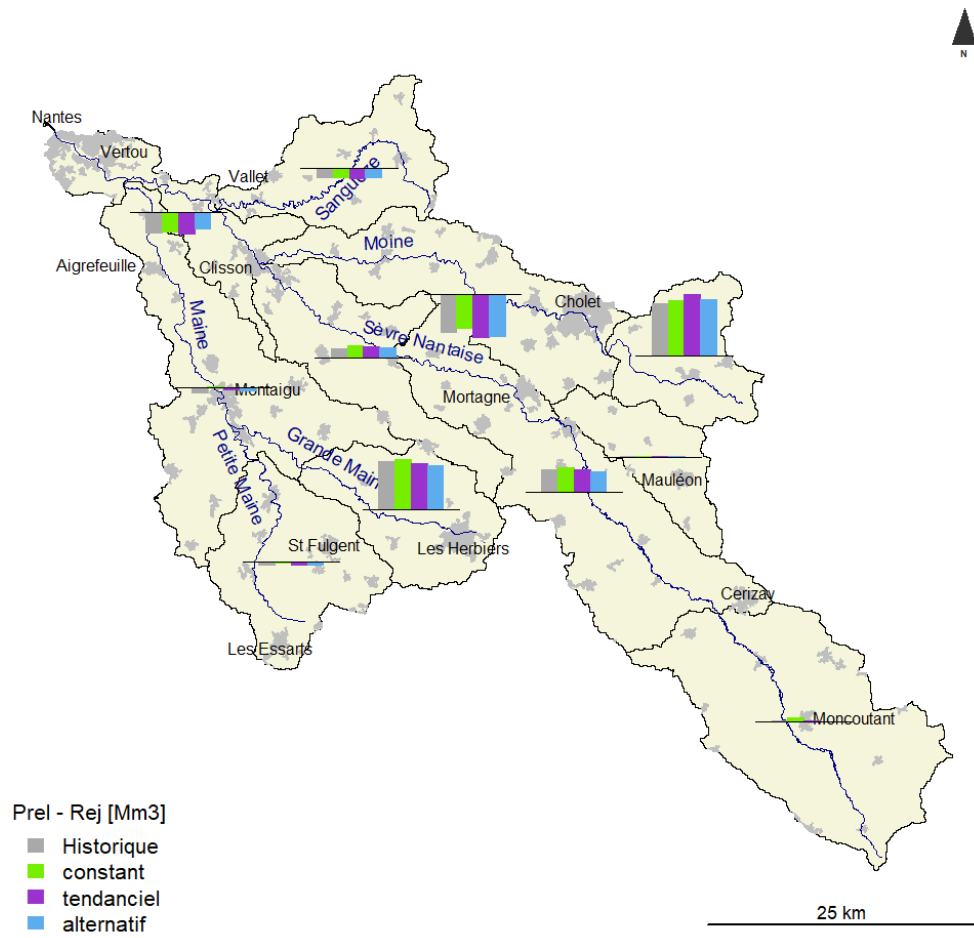 N
Nantes
Vertou
Vallet
Sanguèze
Moine
Aigrefeuille
Clisson
Cholet
Maine
Sèvre Nantaise
Montaigu
Mortagne
Grande Maine
Petite Maine
Mauléon
St Fulgent
Les Herbiers
Cerizay
Les Essarts
Moncoutant
Prel - Rej [Mm3]
Historique
constant
tendanciel
alternatif
25 km